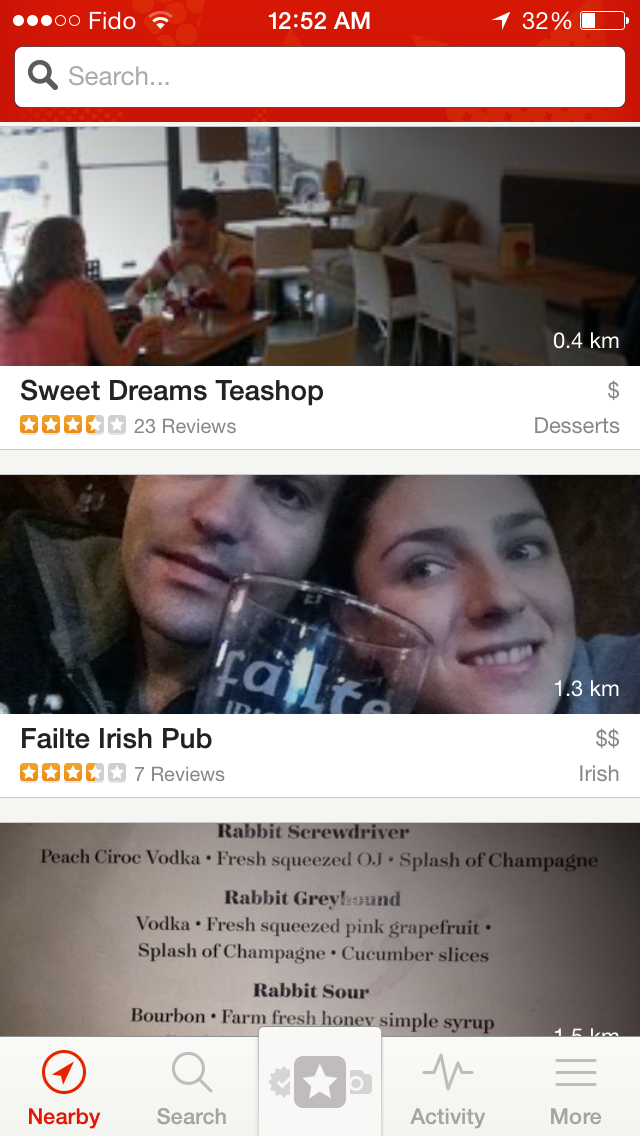 Fido 12:52 AM 32%
Search...
0.4 km
Sweet Dreams Teashop $
23 Reviews Desserts
failte
1.3 km
Failte Irish Pub $$
7 Reviews Irish
Rabbit Screwdriver
Peach Ciroc Vodka • Fresh squeezed OJ • Splash of Champagne
Rabbit Greyhound
Vodka • Fresh squeezed pink grapefruit •
Splash of Champagne • Cucumber slices
Rabbit Sour
Bourbon • Farm fresh honey simple syrup
1.5 km
Nearby Search Activity More